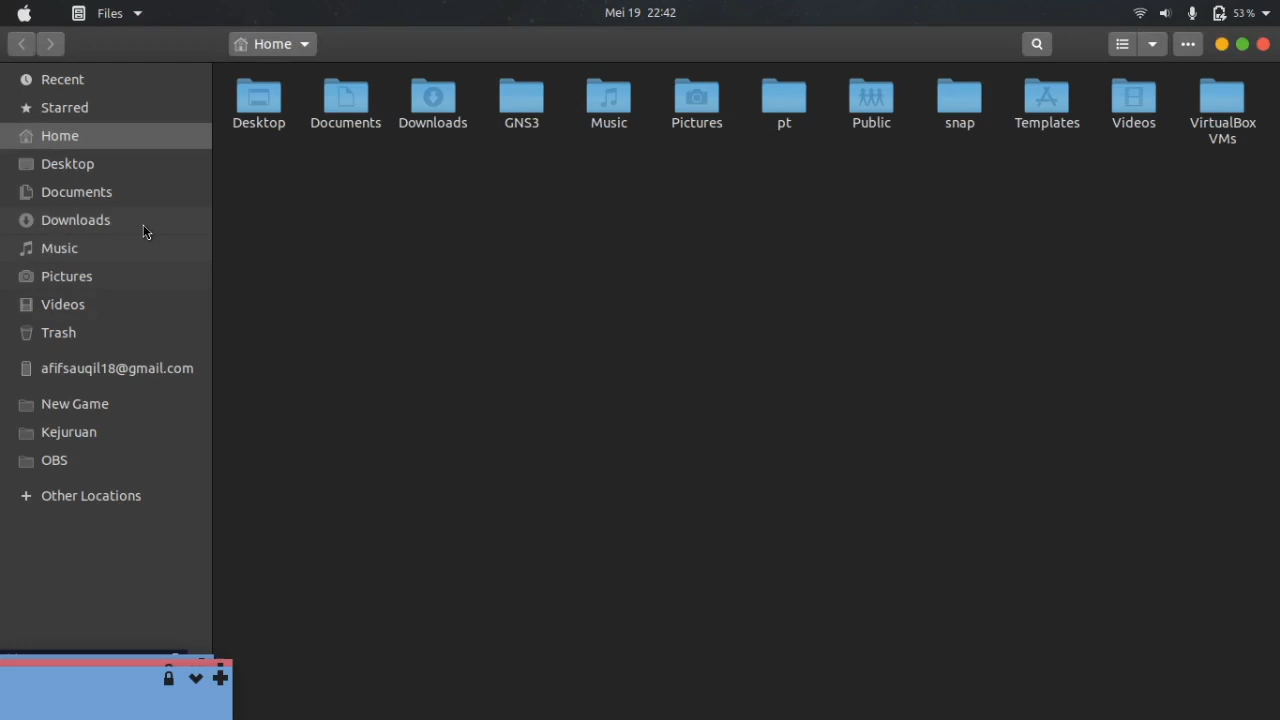 Files
Mei 19 22:42
53 %
Home
Recent
Starred
Home
Desktop
Documents
Downloads
Music
Pictures
Videos
Trash
afifsauqil18@gmail.com
New Game
Kejuruan
OBS
Other Locations
Desktop
Documents
Downloads
GNS3
Music
Pictures
pt
Public
snap
Templates
Videos
VirtualBox
VMs